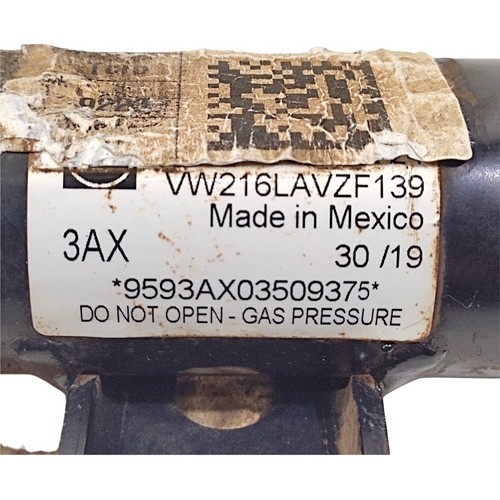 VW216LAVZF139
Made in Mexico
3AX 30 /19
*9593AX03509375*
DO NOT OPEN - GAS PRESSURE